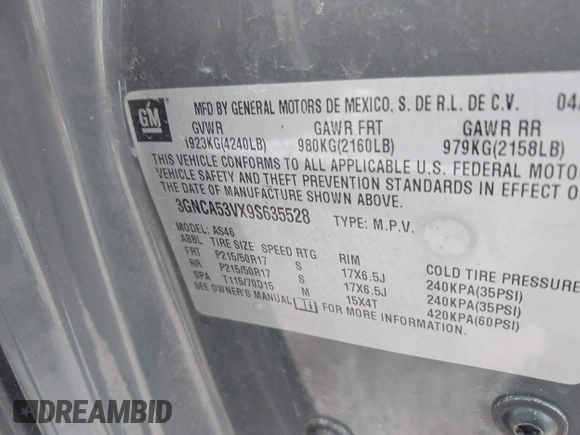 GM
MFD BY GENERAL MOTORS DE MEXICO, S. DE R.L. DE C.V. 04/
GVWR GAWR FRT GAWR RR
1923KG(4240LB) 980KG(2160LB) 979KG(2158LB)
THIS VEHICLE CONFORMS TO ALL APPLICABLE U.S. FEDERAL MOTOR
VEHICLE SAFETY AND THEFT PREVENTION STANDARDS IN EFFECT O
THE DATE OF MANUFACTURE SHOWN ABOVE.
3GNCA53VX9S635528 TYPE: M.P.V.
MODEL: AS46
ABBL TIRE SIZE SPEED RTG RIM COLD TIRE PRESSURE
FRT P215/50R17 S 17X6.5J 240KPA(35PSI)
RR P215/50R17 S 17X6.5J 240KPA(35PSI)
SPA T115/70D15 M 15X4T 420KPA(60PSI)
SEE OWNER'S MANUAL FOR MORE INFORMATION.
DREAMBID